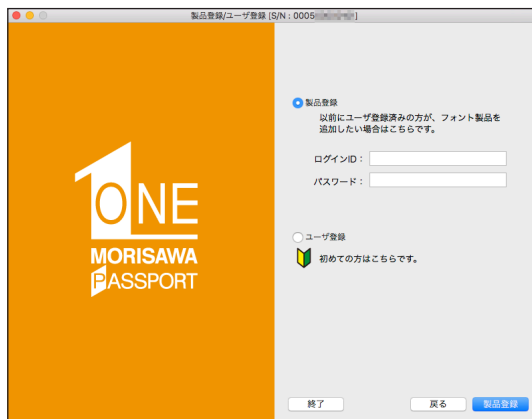 製品登録/ユーザ登録 [S/N : 0005 ]
製品登録
以前にユーザ登録済みの方が、フォント製品を
追加したい場合はこちらです。
ログインID：
パスワード：
ONE
MORISAWA
PASSPORT
ユーザ登録
初めての方はこちらです。
終了
戻る
製品登録